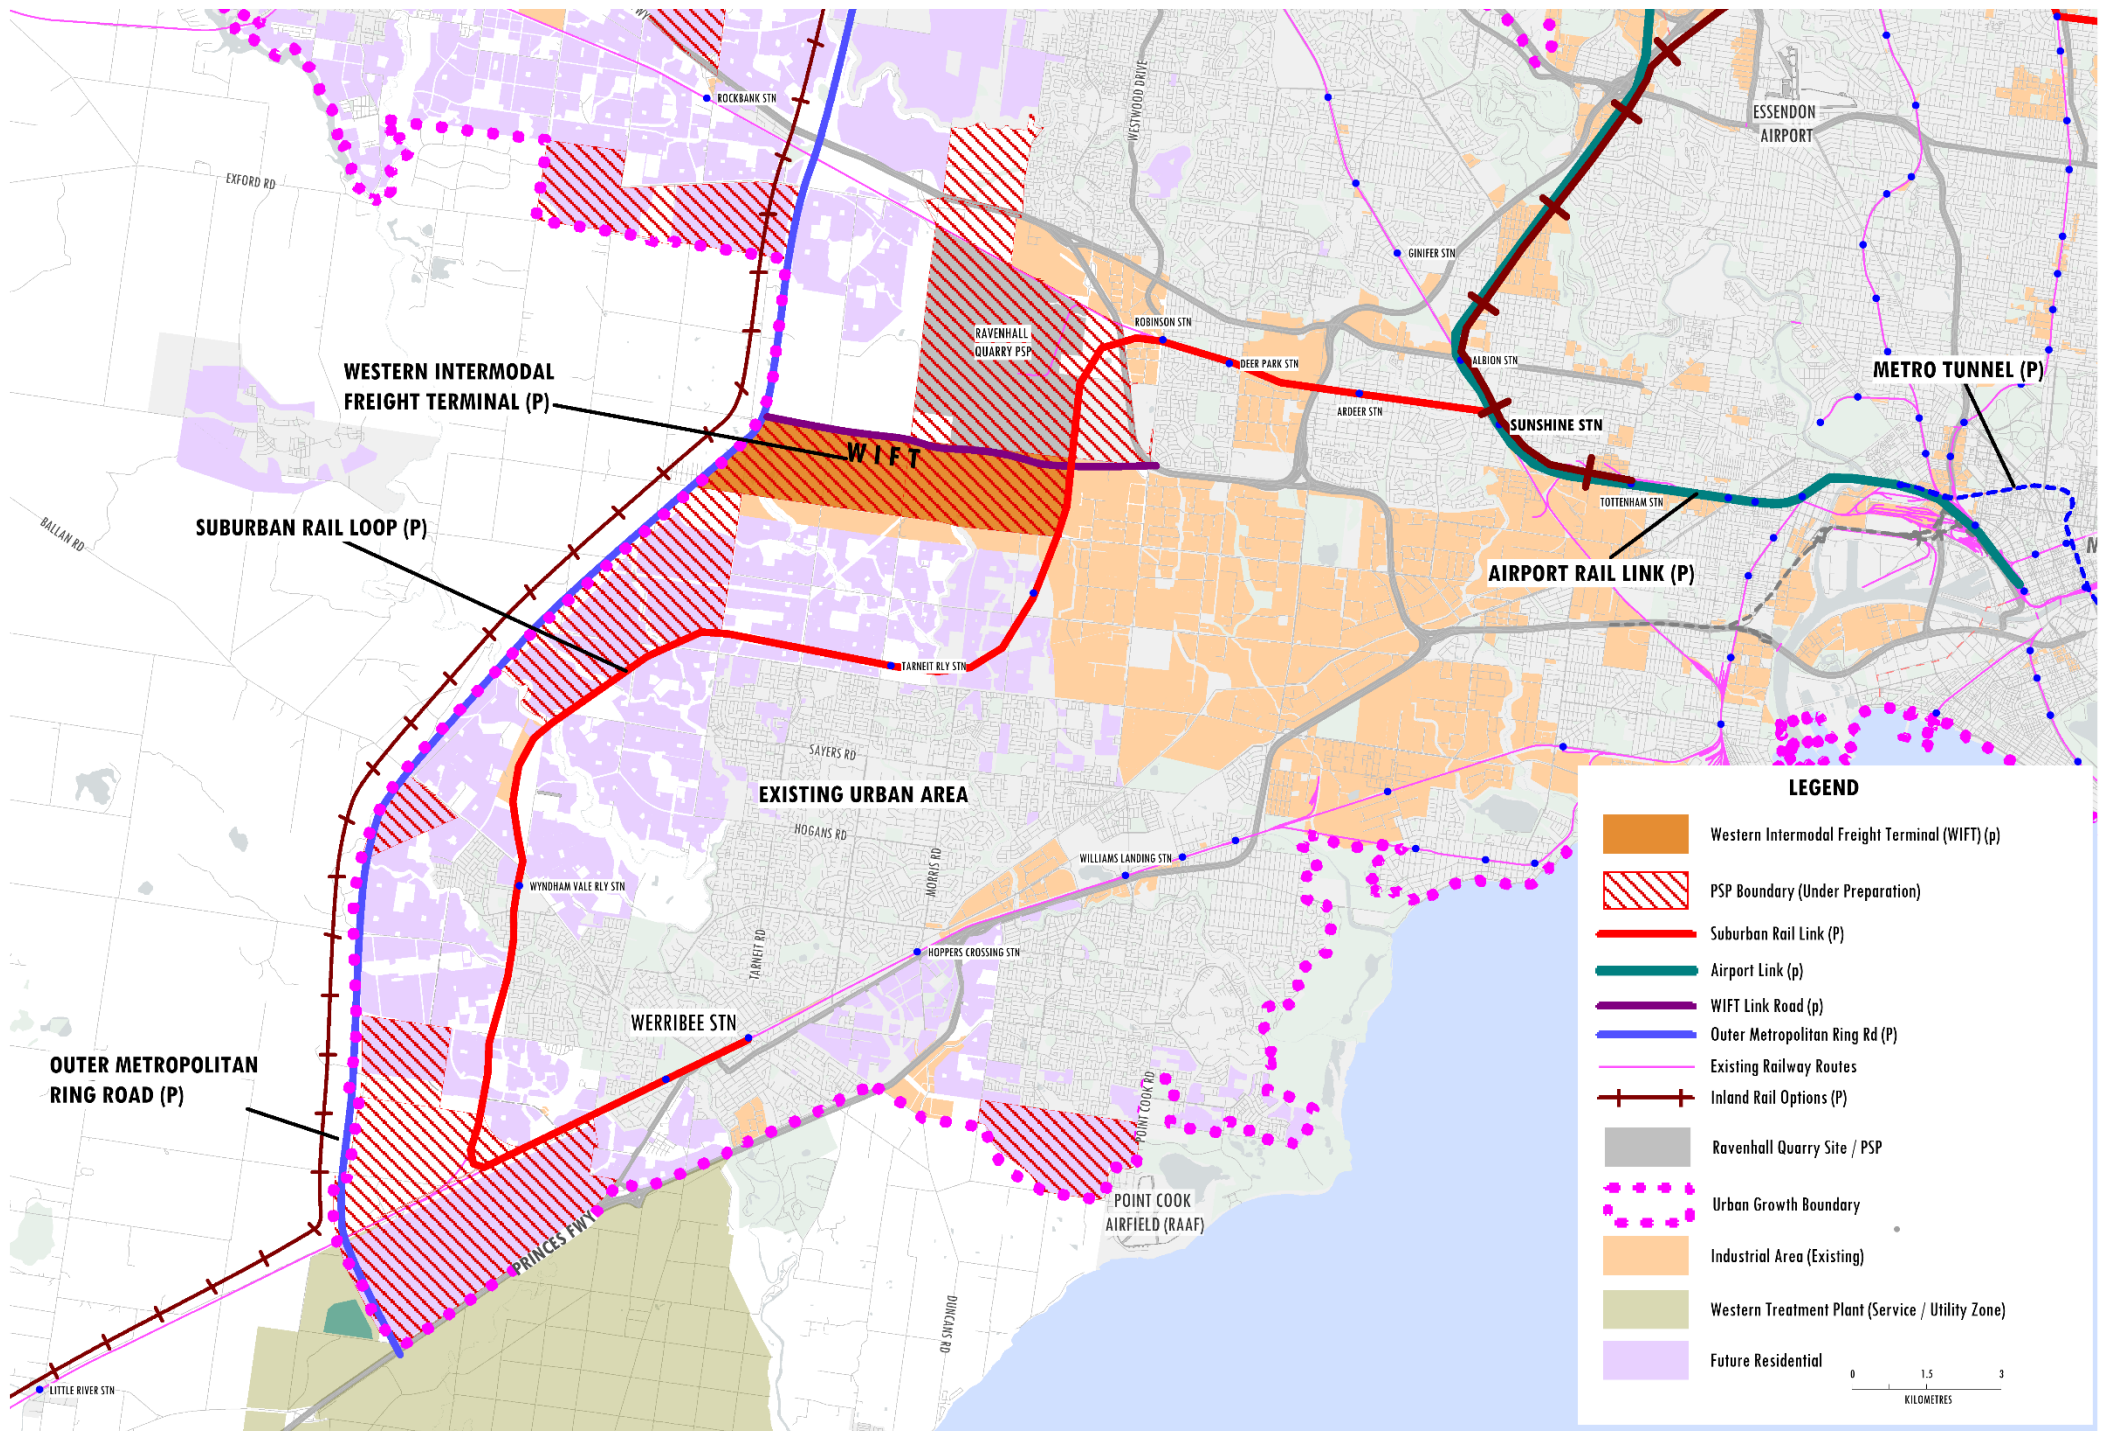 WY
ROCKBANK STN
WESTWOOD DRIVE
ESSENDON
AIRPORT
EXFORD RD
GINIFER STN
RAVENHALL
QUARRY PSP
ROBINSON STN
DEER PARK STN
ALBION STN
METRO TUNNEL (P)
WESTERN INTERMODAL
FREIGHT TERMINAL (P)
ARDEER STN
SUNSHINE STN
WIFT
TOTTENHAM STN
BALLAN RD
SUBURBAN RAIL LOOP (P)
M
AIRPORT RAIL LINK (P)
TARNEIT RLY STN
SAYERS RD
EXISTING URBAN AREA
HOGANS RD
WILLIAMS LANDING STN
MORRIS RD
WYNDHAM VALE RLY STN
TARNEIT RD
HOPPERS CROSSING STN
WERRIBEE STN
OUTER METROPOLITAN
RING ROAD (P)
POINT COOK RD
POINT COOK
AIRFIELD (RAAF)
PRINCES FWY
DUNCANS RD
LITTLE RIVER STN
LEGEND
Western Intermodal Freight Terminal (WIFT) (p)
PSP Boundary (Under Preparation)
Suburban Rail Link (P)
Airport Link (p)
WIFT Link Road (p)
Outer Metropolitan Ring Rd (P)
Existing Railway Routes
Inland Rail Options (P)
Ravenhall Quarry Site / PSP
Urban Growth Boundary
Industrial Area (Existing)
Western Treatment Plant (Service / Utility Zone)
Future Residential
0 1.5 3
KILOMETRES